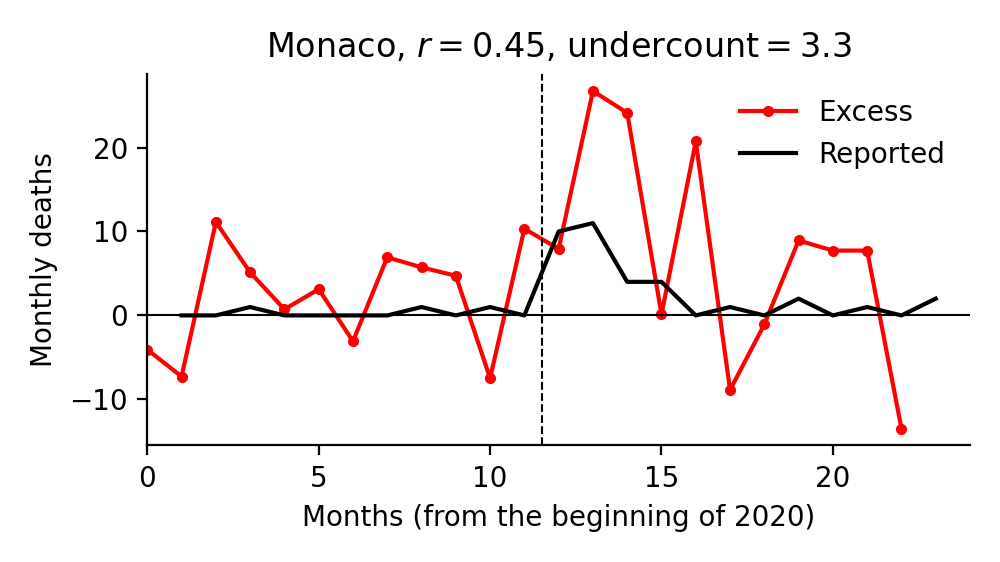 Monaco, r = 0.45, undercount = 3.3
Excess
Reported
Monthly deaths
20
10
0
−10
0 5 10 15 20
Months (from the beginning of 2020)